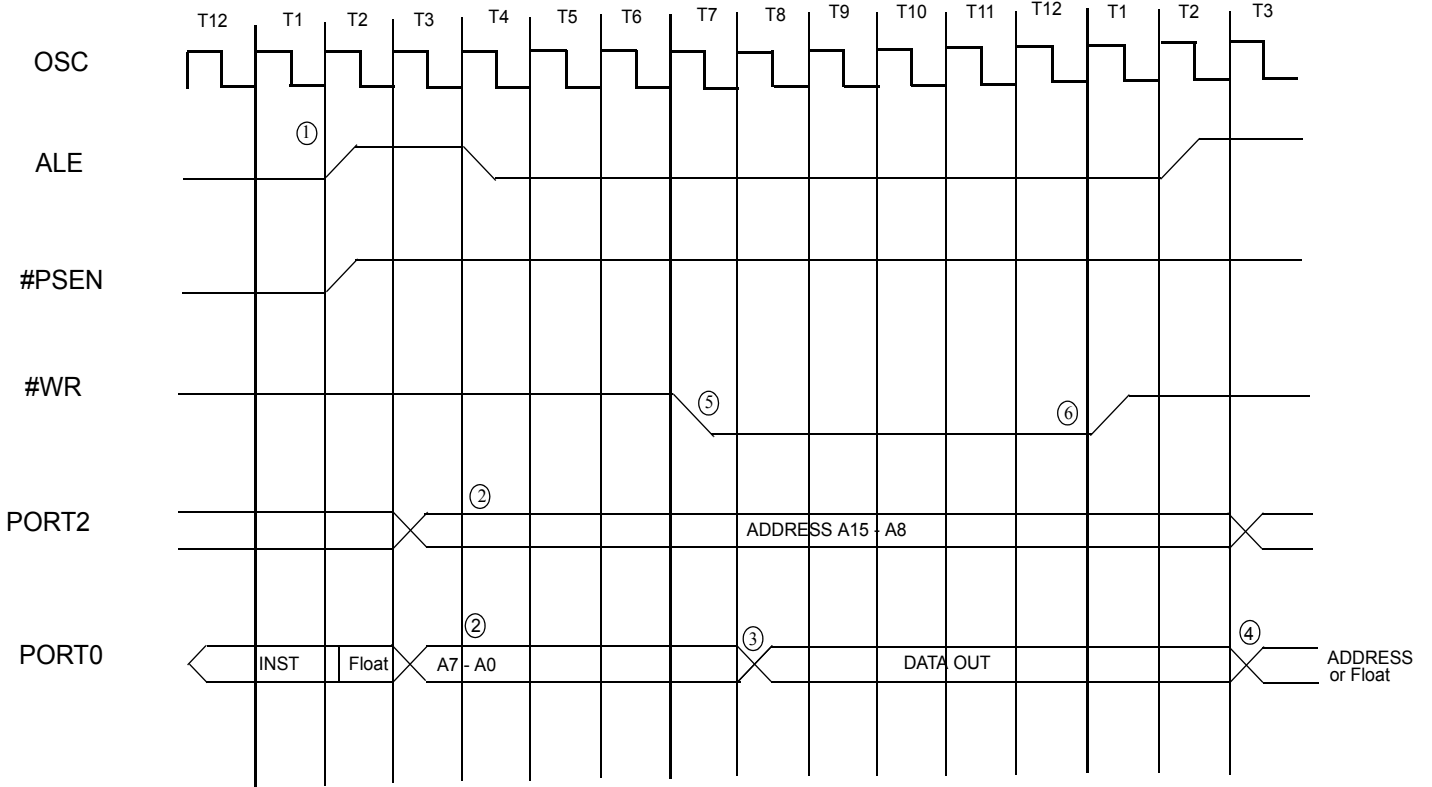 T12 T1 T2 T3 T4 T5 T6 T7 T8 T9 T10 T11 T12 T1 T2 T3
OSC
①
ALE
#PSEN
#WR
⑤
⑥
②
PORT2
ADDRESS A15 - A8
②
③
④
PORT0
INST
Float
A7 - A0
DATA OUT
ADDRESS
or Float